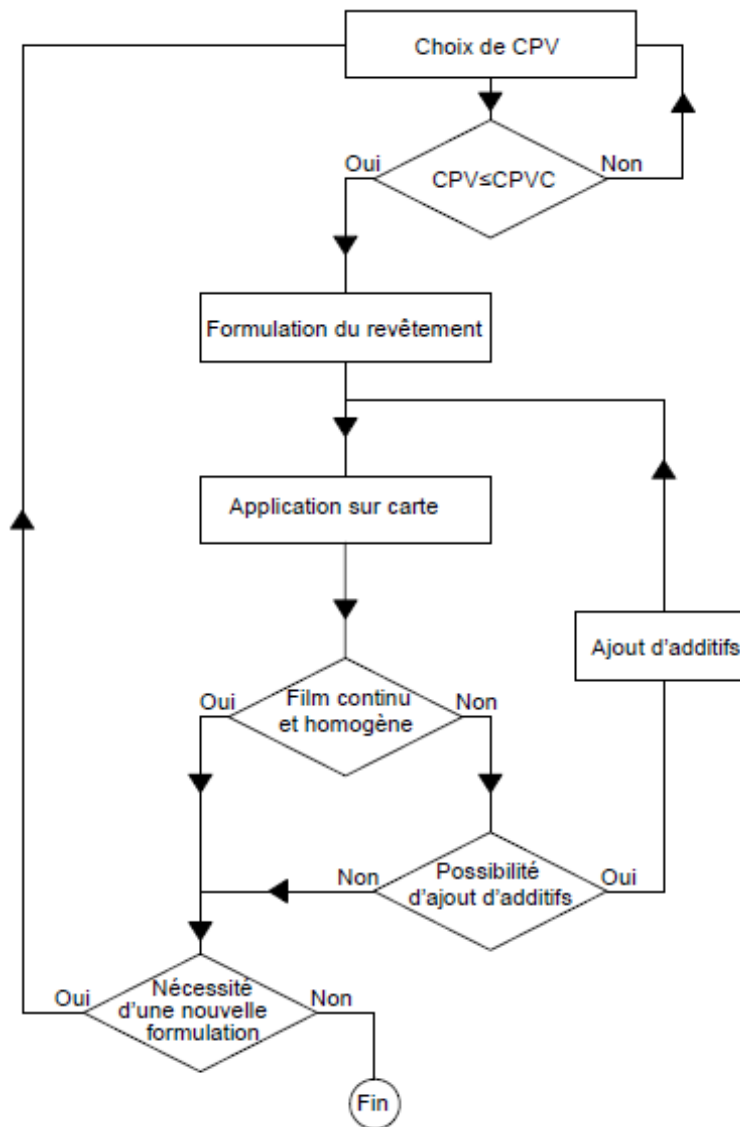 Choix de CPV
Oui
Non
CPV≤CPVC
Formulation du revêtement
Application sur carte
Ajout d'additifs
Oui
Film continu
et homogène
Non
Non
Possibilité
d'ajout d'additifs
Oui
Oui
Nécessité
d'une nouvelle
formulation
Non
Fin